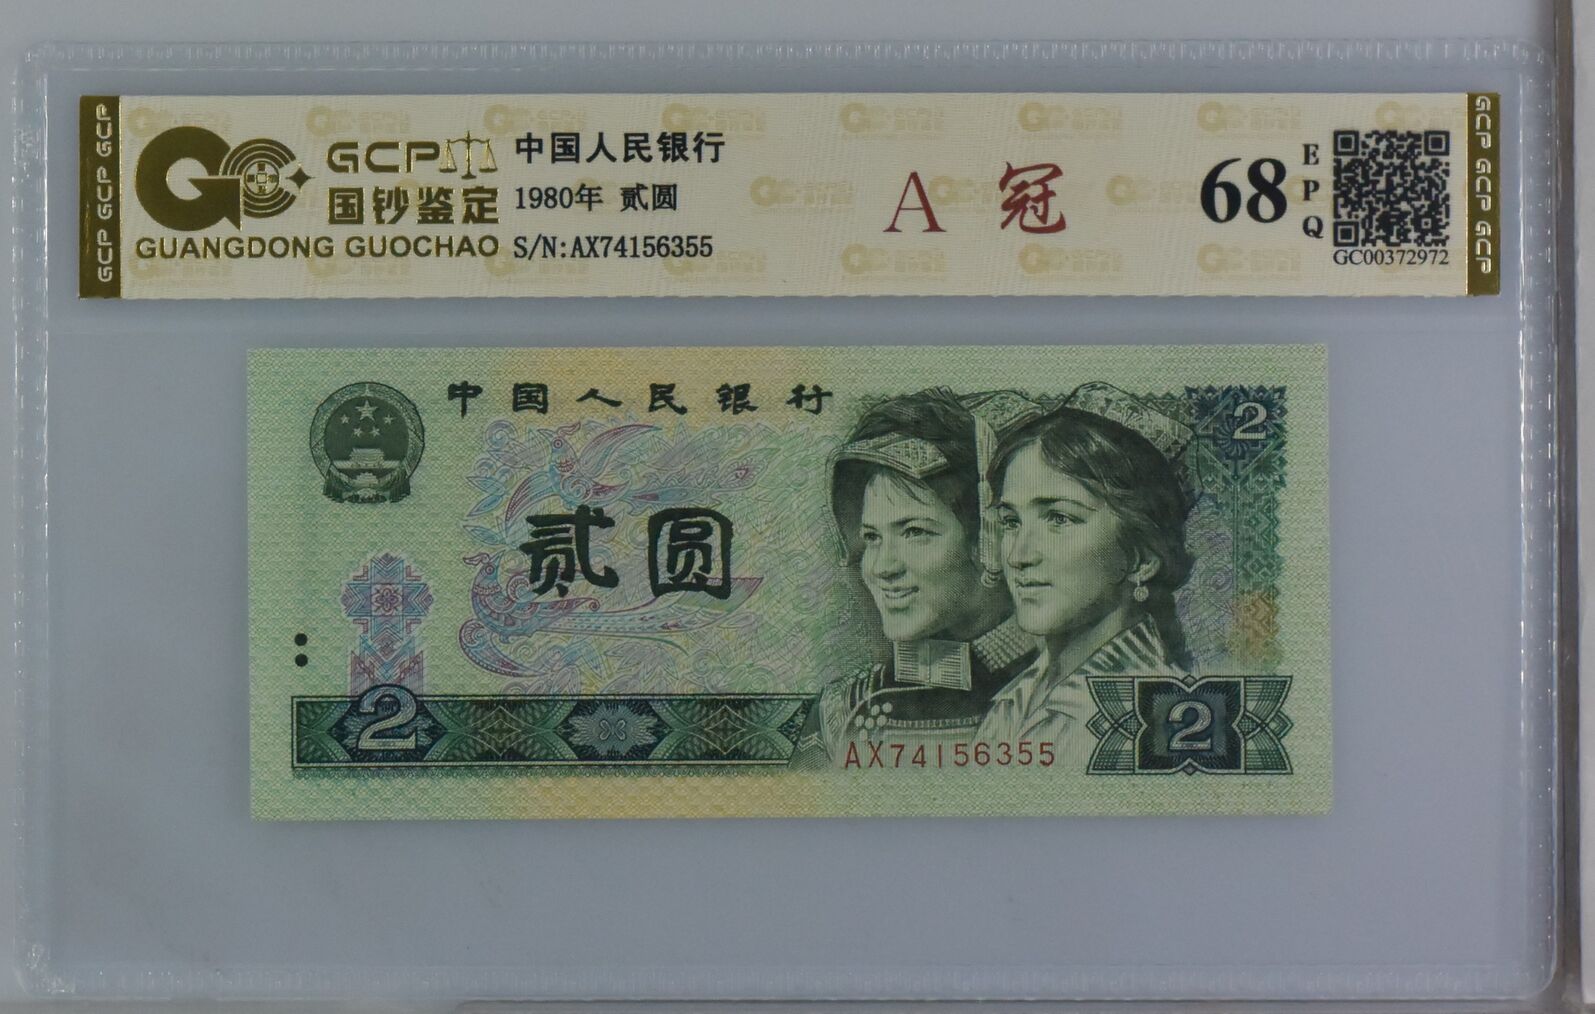 GCP 中国人民银行
国钞鉴定 1980年 贰圆
GUANGDONG GUOCHAO S/N:AX74156355
A 冠
68 EPQ
GC00372972
GCP GCP GCP
GCP GCP GCP
中国人民银行
2
贰圆
2
AX74156355
2